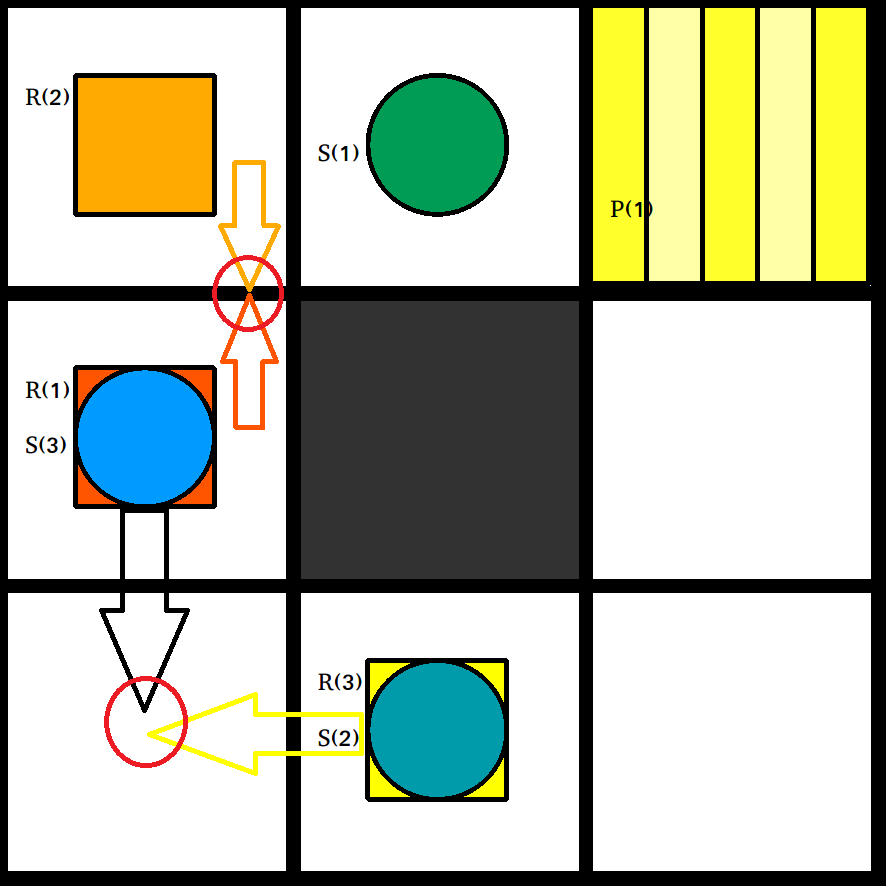 R(2)
S(1)
P(1)
R(1)
S(3)
R(3)
S(2)